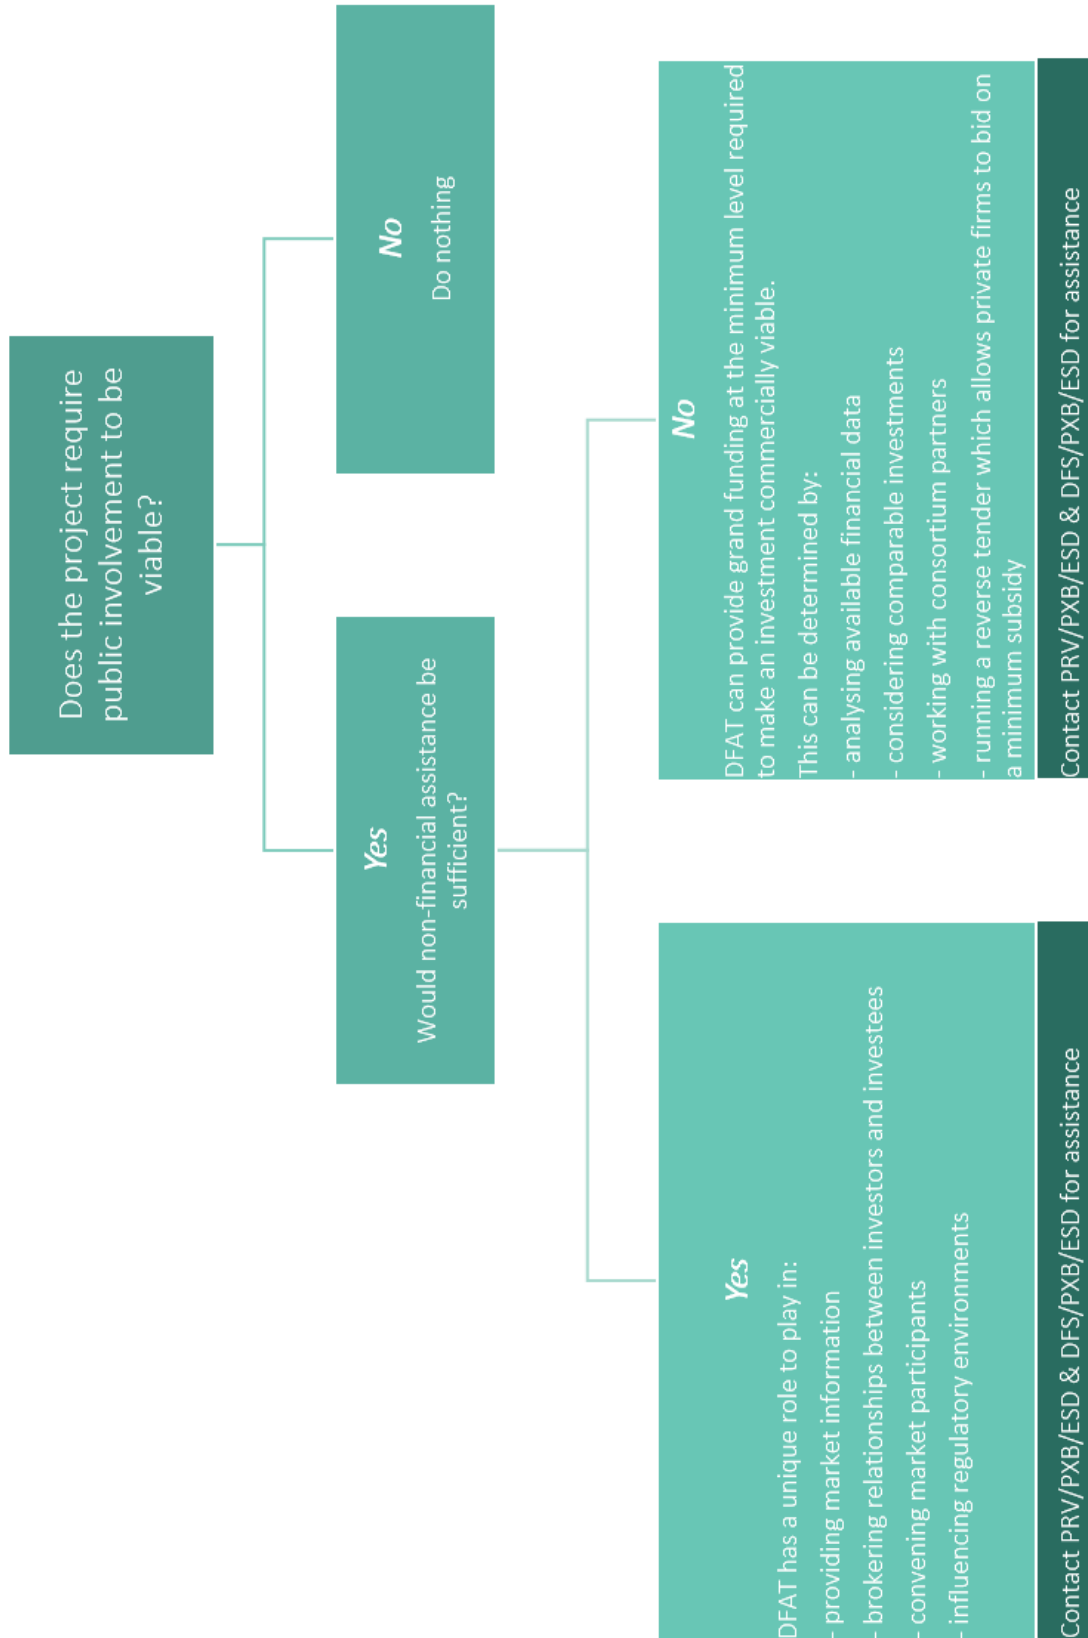 Does the project require
public involvement to be
viable?
Yes
Would non-financial assistance be
sufficient?
No
Do nothing
Yes
DFAT has a unique role to play in:
- providing market information
- brokering relationships between investors and investees
- convening market participants
- influencing regulatory environments
Contact PRV/PXB/ESD & DFS/PXB/ESD for assistance
No
DFAT can provide grand funding at the minimum level required
to make an investment commercially viable.
This can be determined by:
- analysing available financial data
- considering comparable investments
- working with consortium partners
- running a reverse tender which allows private firms to bid on
a minimum subsidy
Contact PRV/PXB/ESD & DFS/PXB/ESD for assistance